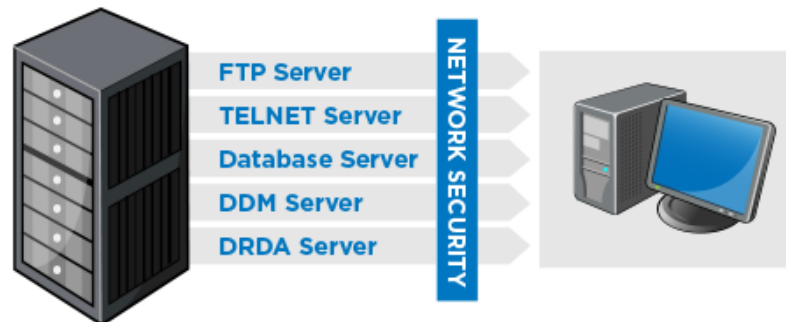 FTP Server
TELNET Server
Database Server
DDM Server
DRDA Server
NETWORK SECURITY